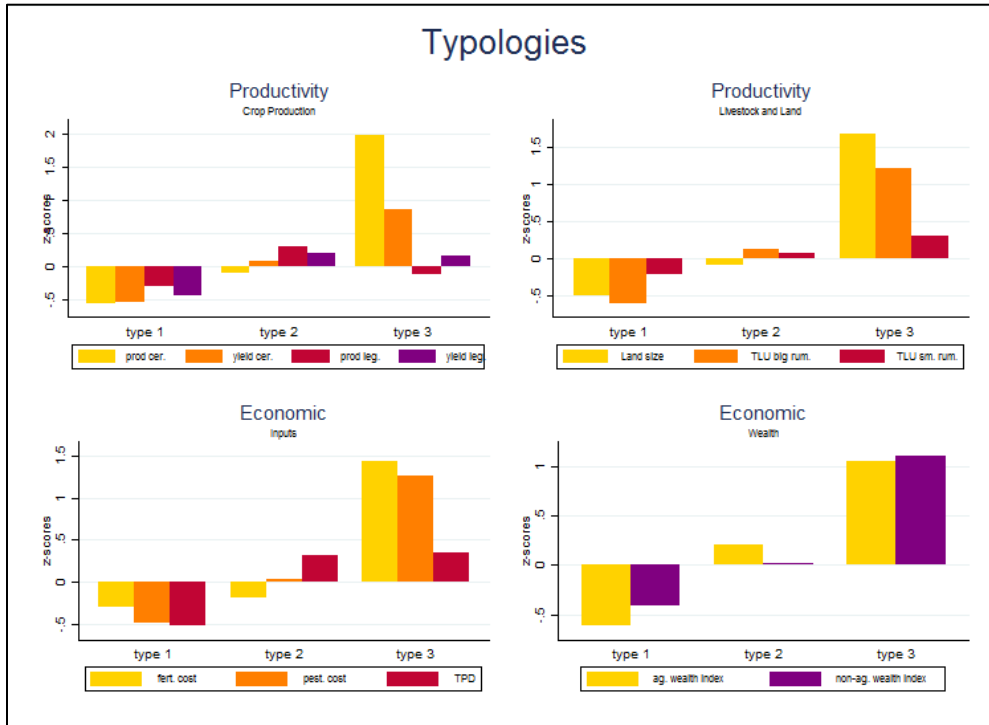 Typologies
Productivity
Crop Production
z-scores
2
1.5
1
.5
0
-.5
type 1 type 2 type 3
prod cer. yield cer. prod leg. yield leg.
Productivity
Livestock and Land
z-scores
1.5
1
.5
0
-.5
type 1 type 2 type 3
Land size TLU big rum. TLU sm. rum.
Economic
Inputs
z-scores
1.5
1
.5
0
-.5
type 1 type 2 type 3
fert. cost pest. cost TPD
Economic
Wealth
z-scores
1
.5
0
-.5
type 1 type 2 type 3
ag. wealth index non-ag. wealth index